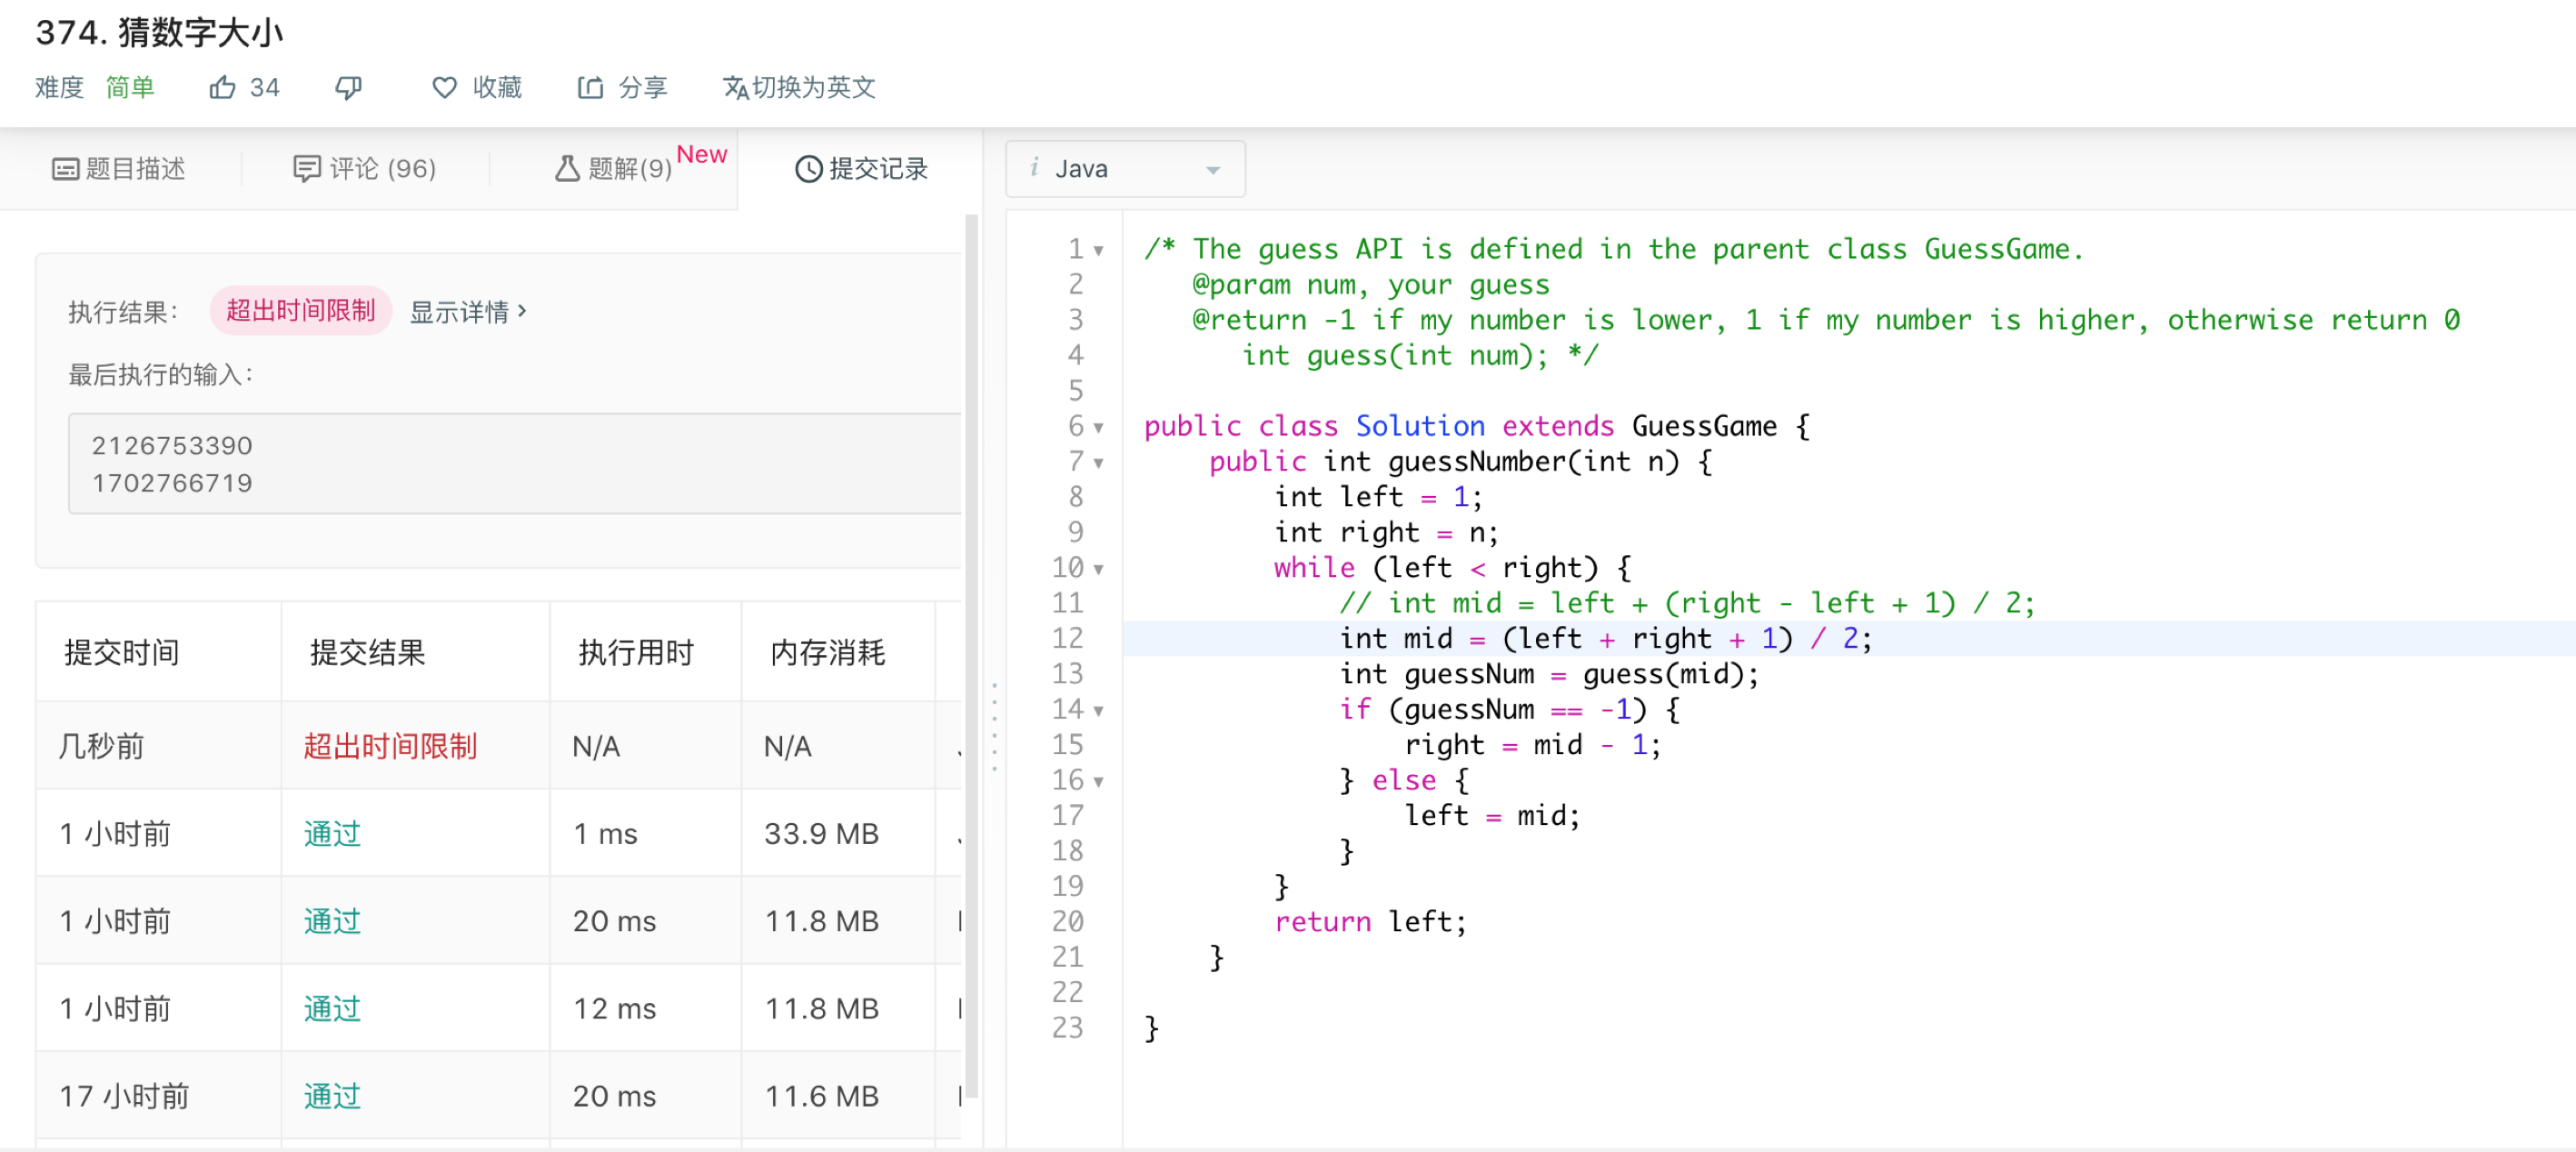 374. 猜数字大小
难度 简单 34 收藏 分享 切换为英文
题目描述 评论 (96) 题解(9) New 提交记录
执行结果： 超出时间限制 显示详情 ›
最后执行的输入：
2126753390
1702766719
提交时间 提交结果 执行用时 内存消耗
几秒前 超出时间限制 N/A N/A
1 小时前 通过 1 ms 33.9 MB
1 小时前 通过 20 ms 11.8 MB
1 小时前 通过 12 ms 11.8 MB
17 小时前 通过 20 ms 11.6 MB
i Java
1 /* The guess API is defined in the parent class GuessGame.
2    @param num, your guess
3    @return -1 if my number is lower, 1 if my number is higher, otherwise return 0
4       int guess(int num); */
5
6 public class Solution extends GuessGame {
7     public int guessNumber(int n) {
8         int left = 1;
9         int right = n;
10         while (left < right) {
11             // int mid = left + (right - left + 1) / 2;
12             int mid = (left + right + 1) / 2;
13             int guessNum = guess(mid);
14             if (guessNum == -1) {
15                 right = mid - 1;
16             } else {
17                 left = mid;
18             }
19         }
20         return left;
21     }
22
23 }